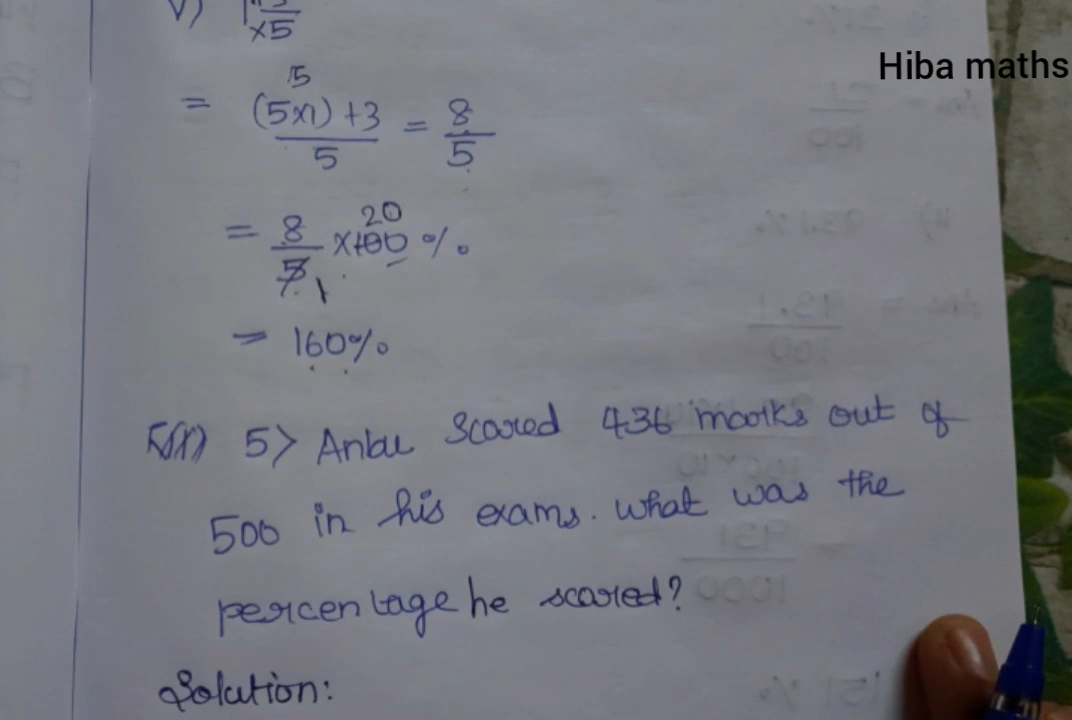 v)
×5
Hiba maths
5
= (5×1) +3 = 8
5 5
20
= 8 ×100 %
5 1
= 160%
5) Anbu Scored 436 marks out of
500 in his exams. what was the
percentage he scored?
Solution: